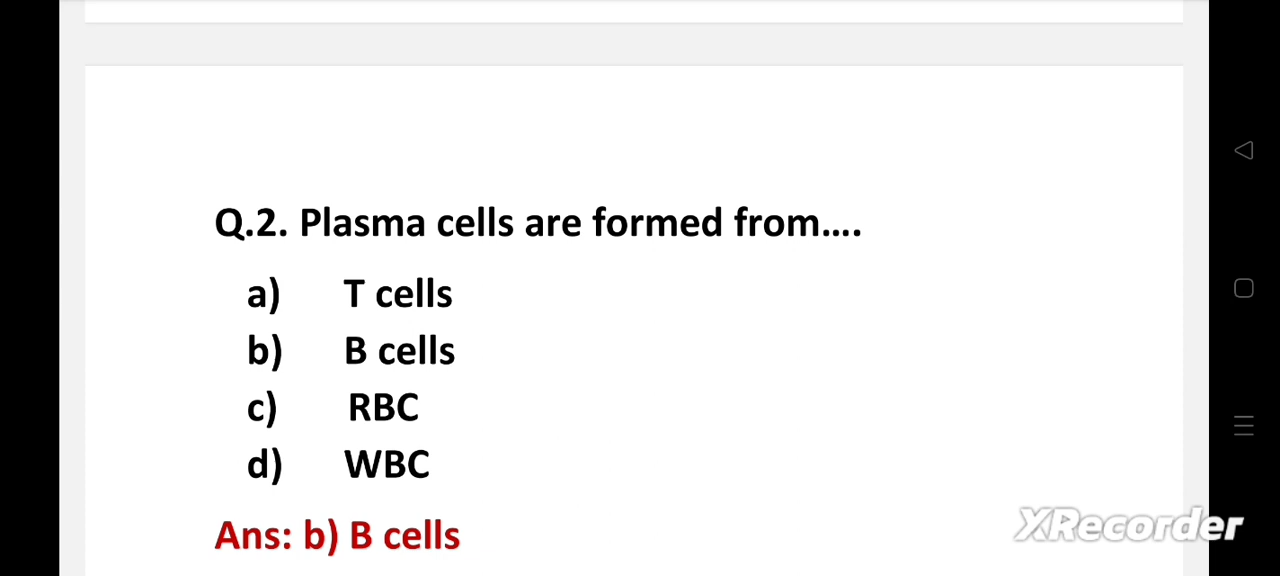 Q.2. Plasma cells are formed from....
a) T cells
b) B cells
c) RBC
d) WBC
Ans: b) B cells
XRecorder